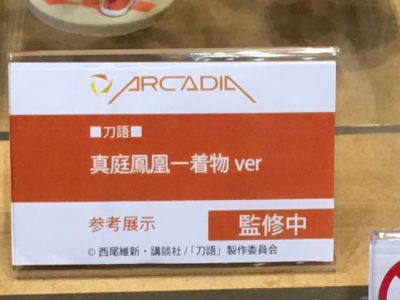 ARCADIA
■刀語■
真庭鳳凰ー着物 ver
参考展示
監修中
© 西尾維新・講談社/「刀語」製作委員会